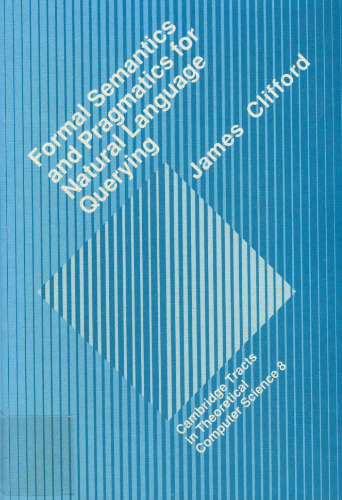 Formal Semantics
and Pragmatics for
Natural Language
Querying
James Clifford
Cambridge Tracts
in Theoretical
Computer Science 8